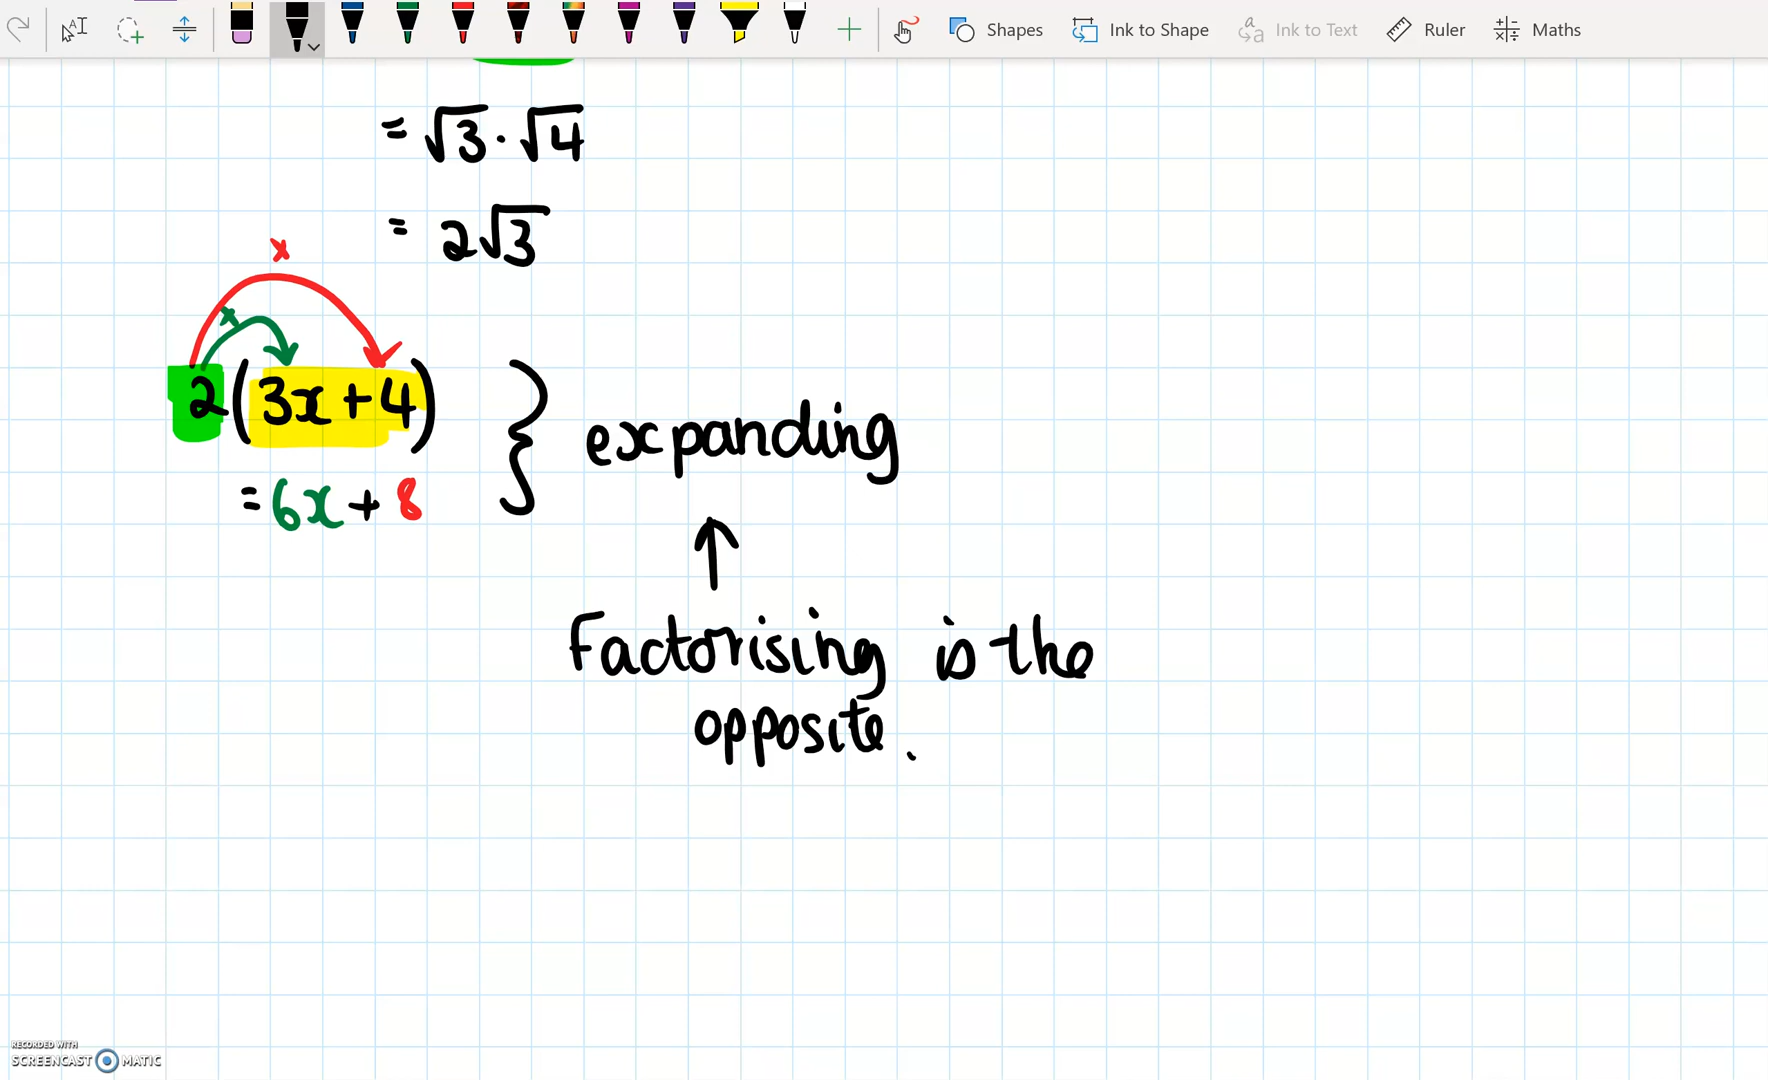 Shapes Ink to Shape Ink to Text Ruler Maths
= √3 · √4
= 2√3
x
x
2(3x+4)
= 6x + 8
expanding
Factorising is the
opposite.
RECORDED WITH
SCREENCAST MATIC